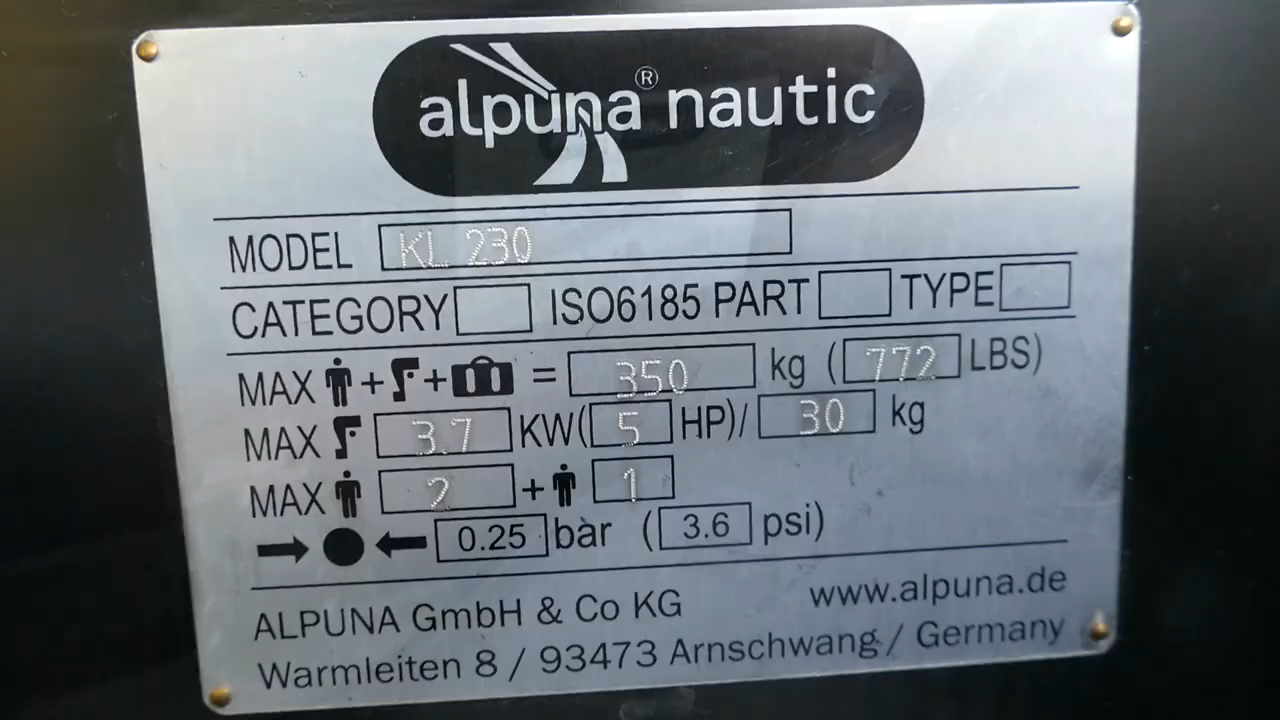 alpuna® nautic
MODEL KL 230
CATEGORY ISO6185 PART TYPE
MAX + + = 350 kg (772 LBS)
MAX 3.7 KW(5 HP)/ 30 kg
MAX 2 + 1
0.25 bar (3.6 psi)
ALPUNA GmbH & Co KG www.alpuna.de
Warmleiten 8 / 93473 Arnschwang / Germany